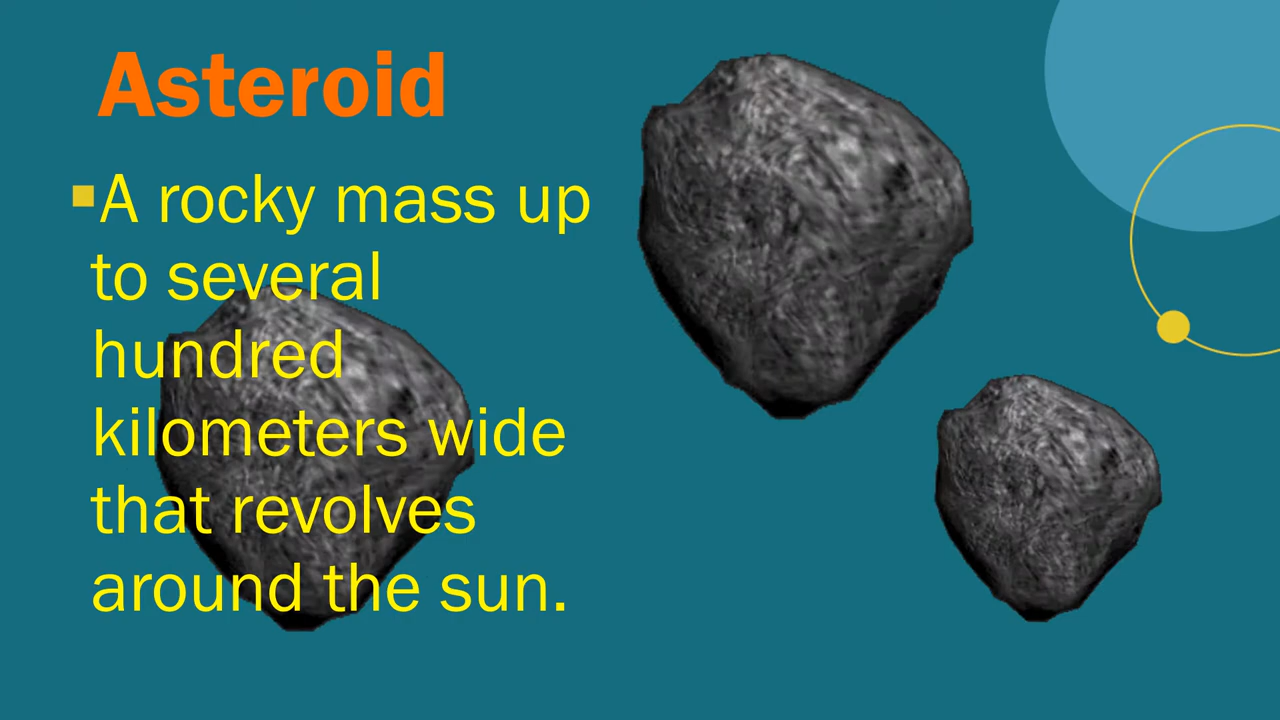 Asteroid
A rocky mass up
to several
hundred
kilometers wide
that revolves
around the sun.